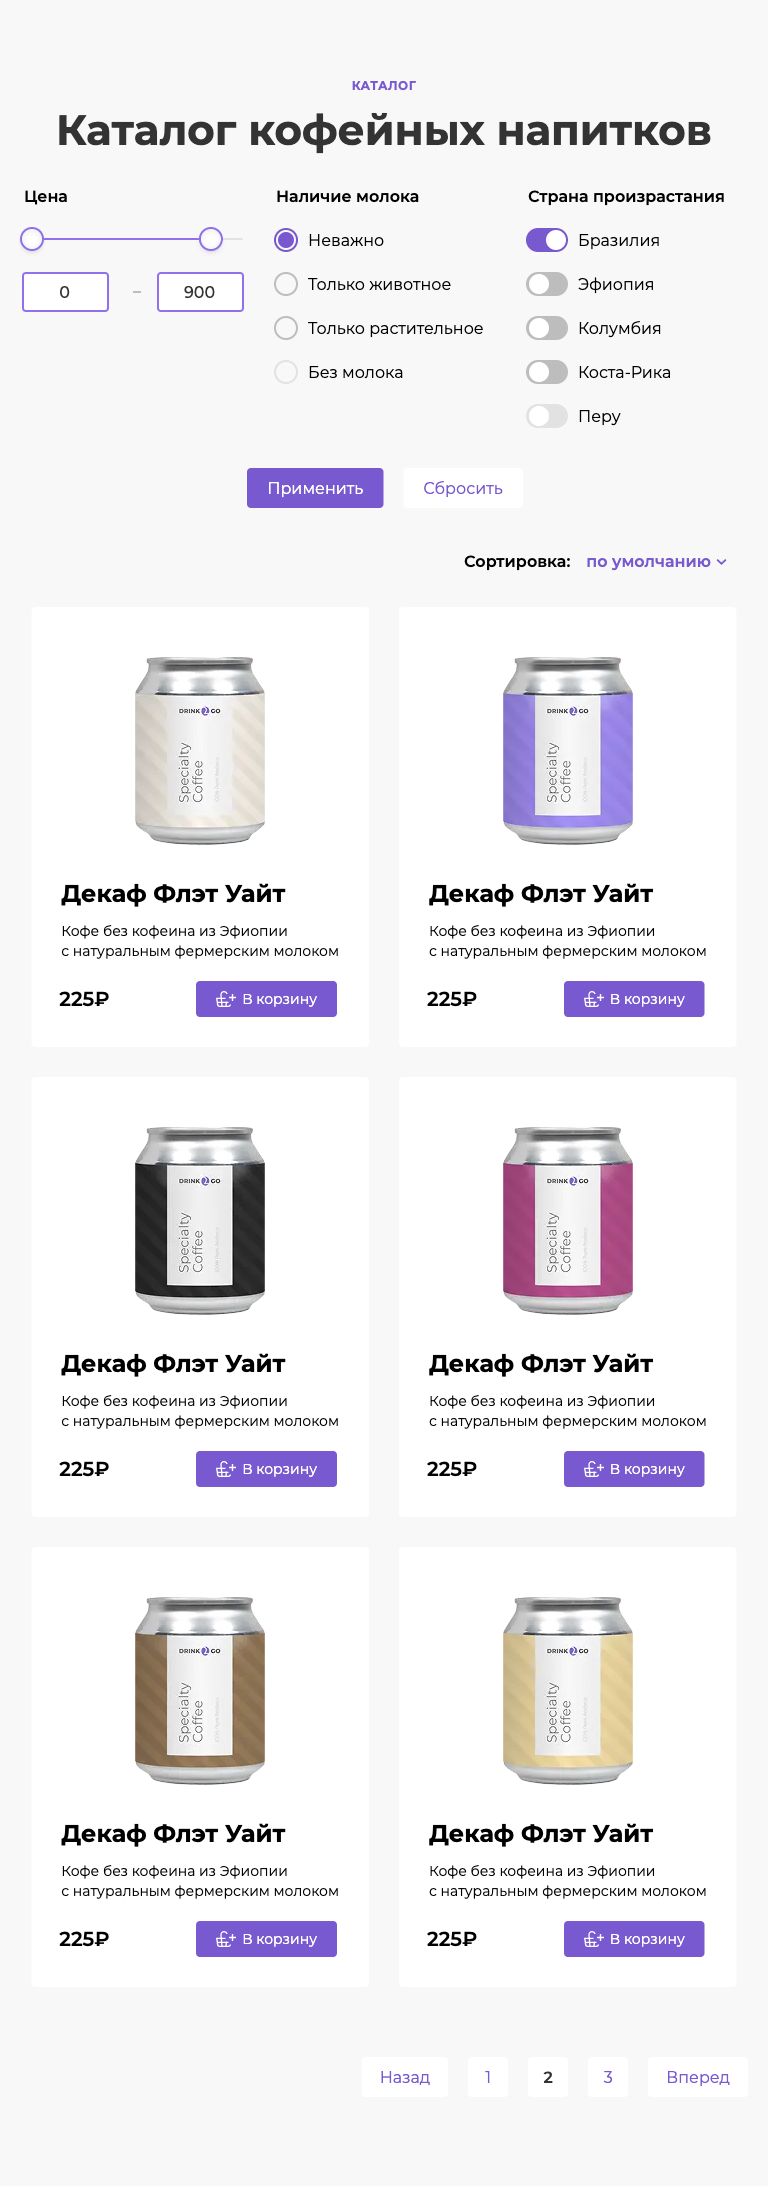 КАТАЛОГ
Каталог кофейных напитков
Цена
0 – 900
Наличие молока
Неважно
Только животное
Только растительное
Без молока
Страна произрастания
Бразилия
Эфиопия
Колумбия
Коста-Рика
Перу
Применить
Сбросить
Сортировка: по умолчанию
DRINK 2 GO
Specialty
Coffee
Декаф Флэт Уайт
Кофе без кофеина из Эфиопии
с натуральным фермерским молоком
225₽ В корзину
DRINK 2 GO
Specialty
Coffee
Декаф Флэт Уайт
Кофе без кофеина из Эфиопии
с натуральным фермерским молоком
225₽ В корзину
DRINK 2 GO
Specialty
Coffee
Декаф Флэт Уайт
Кофе без кофеина из Эфиопии
с натуральным фермерским молоком
225₽ В корзину
DRINK 2 GO
Specialty
Coffee
Декаф Флэт Уайт
Кофе без кофеина из Эфиопии
с натуральным фермерским молоком
225₽ В корзину
DRINK 2 GO
Specialty
Coffee
Декаф Флэт Уайт
Кофе без кофеина из Эфиопии
с натуральным фермерским молоком
225₽ В корзину
DRINK 2 GO
Specialty
Coffee
Декаф Флэт Уайт
Кофе без кофеина из Эфиопии
с натуральным фермерским молоком
225₽ В корзину
Назад 1 2 3 Вперед